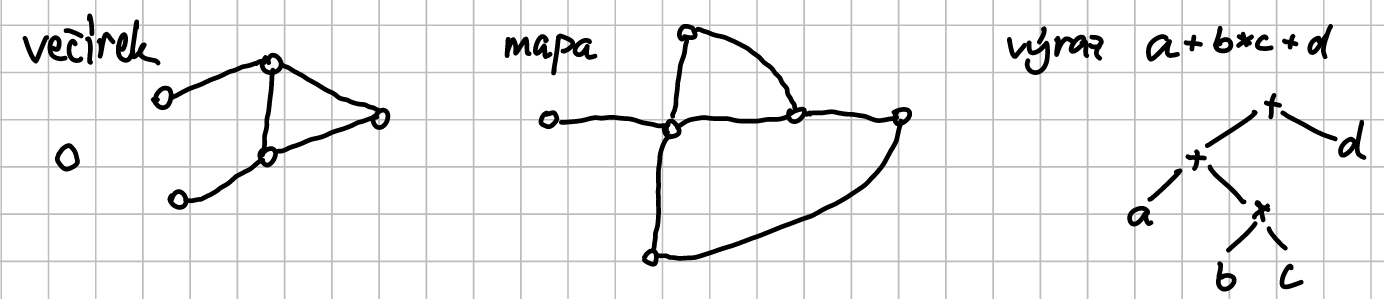 večírek
mapa
výraz a+b*c+d
+
+ d
a *
b c